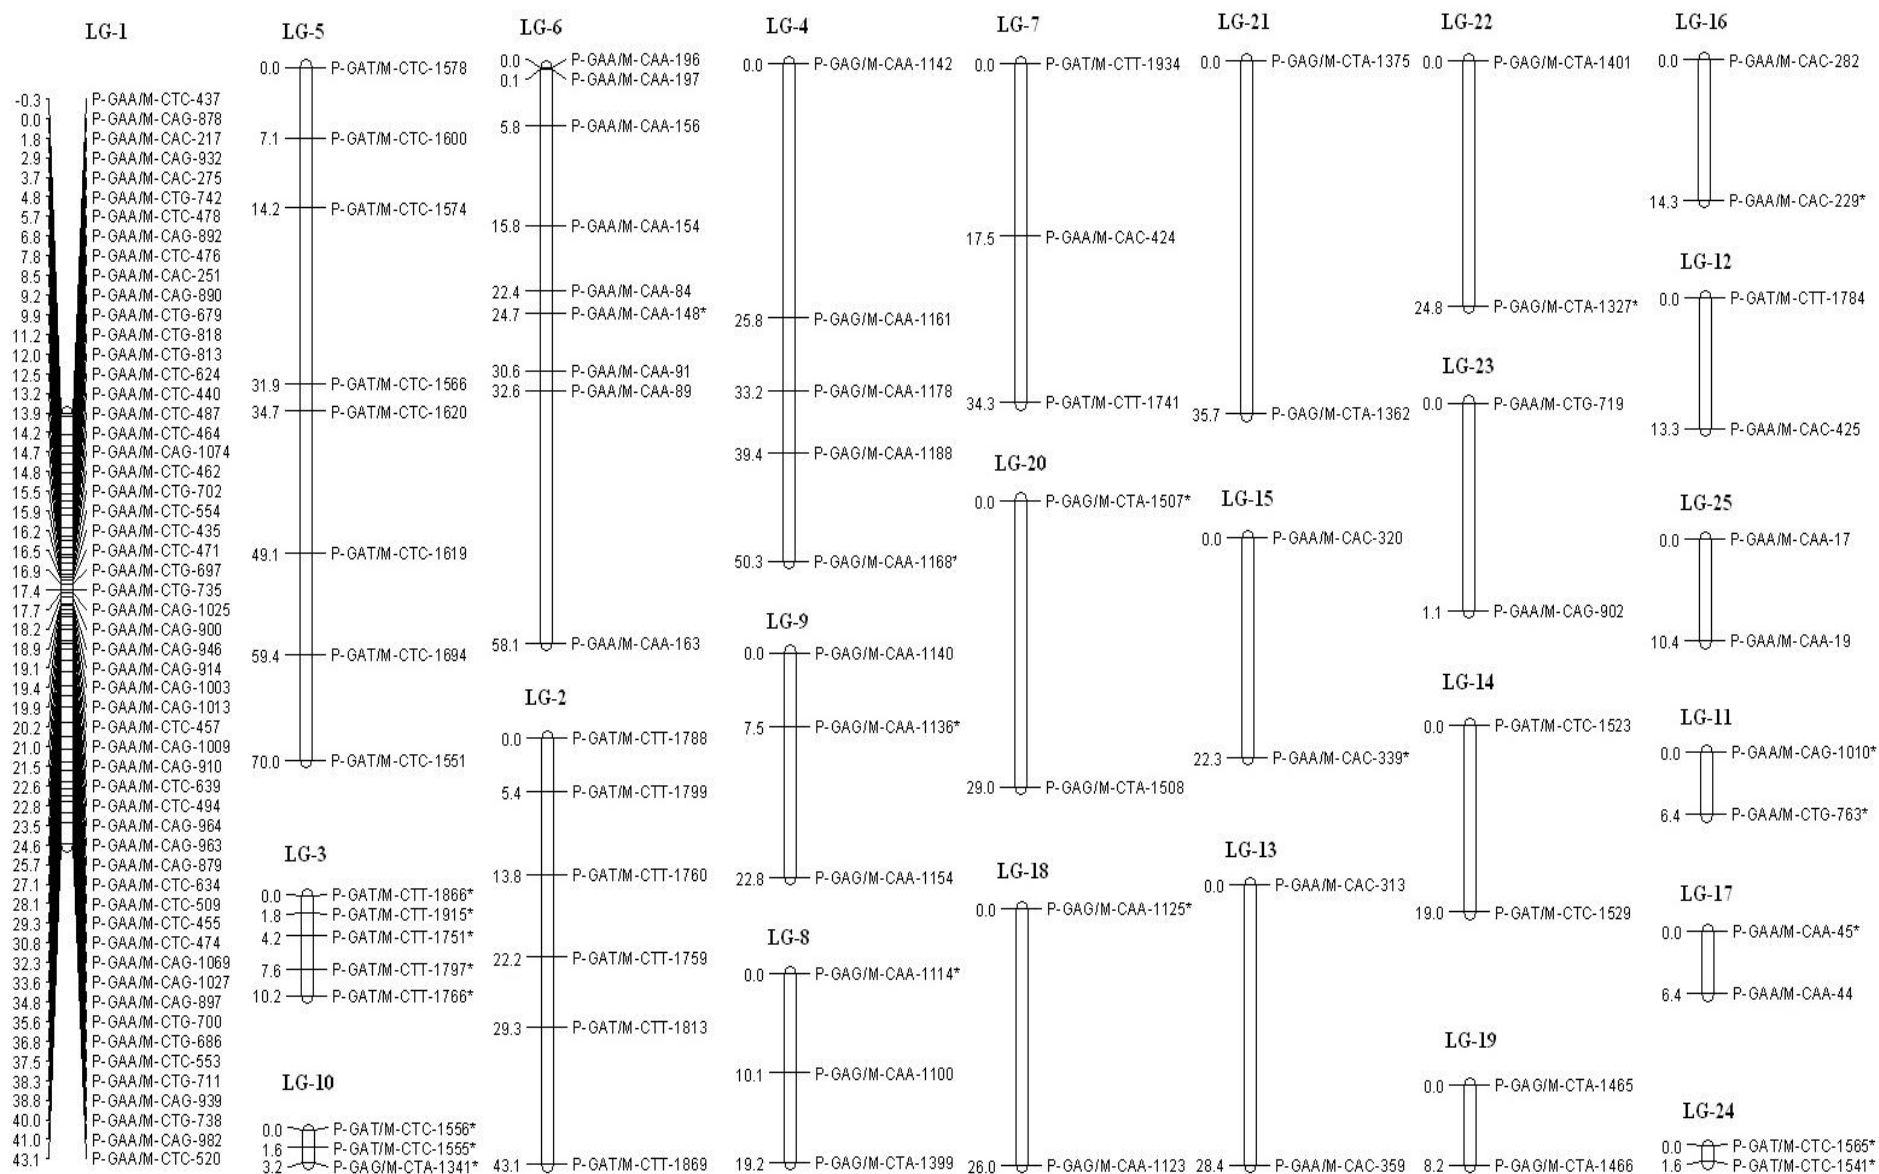 LG-1
-0.3 P-GAA/M-CTC-437
0.0 P-GAA/M-CAG-878
1.8 P-GAA/M-CAC-217
2.9 P-GAA/M-CAG-932
3.7 P-GAA/M-CAC-275
4.8 P-GAA/M-CTG-742
5.7 P-GAA/M-CTC-478
6.8 P-GAA/M-CAG-892
7.8 P-GAA/M-CTC-476
8.5 P-GAA/M-CAC-251
9.2 P-GAA/M-CAG-890
9.9 P-GAA/M-CTG-679
11.2 P-GAA/M-CTG-818
12.0 P-GAA/M-CTG-813
12.5 P-GAA/M-CTC-624
13.2 P-GAA/M-CTC-440
13.9 P-GAA/M-CTC-487
14.2 P-GAA/M-CTC-464
14.7 P-GAA/M-CAG-1074
14.8 P-GAA/M-CTC-462
15.5 P-GAA/M-CTG-702
15.9 P-GAA/M-CTC-554
16.2 P-GAA/M-CTC-435
16.5 P-GAA/M-CTC-471
16.9 P-GAA/M-CTG-697
17.4 P-GAA/M-CTG-735
17.7 P-GAA/M-CAG-1025
18.2 P-GAA/M-CAG-900
18.9 P-GAA/M-CAG-946
19.1 P-GAA/M-CAG-914
19.4 P-GAA/M-CAG-1003
19.9 P-GAA/M-CAG-1013
20.2 P-GAA/M-CTC-457
21.0 P-GAA/M-CAG-1009
21.5 P-GAA/M-CAG-910
22.6 P-GAA/M-CTC-639
22.8 P-GAA/M-CTC-494
23.5 P-GAA/M-CAG-964
24.6 P-GAA/M-CAG-963
25.7 P-GAA/M-CAG-879
27.1 P-GAA/M-CTC-634
28.1 P-GAA/M-CTC-509
29.3 P-GAA/M-CTC-455
30.8 P-GAA/M-CTC-474
32.3 P-GAA/M-CAG-1069
33.6 P-GAA/M-CAG-1027
34.8 P-GAA/M-CAG-897
35.6 P-GAA/M-CTG-700
36.8 P-GAA/M-CTG-686
37.5 P-GAA/M-CTC-553
38.3 P-GAA/M-CTG-711
38.8 P-GAA/M-CAG-939
40.0 P-GAA/M-CTG-738
41.0 P-GAA/M-CAG-982
43.1 P-GAA/M-CTC-520
LG-5
0.0 P-GAT/M-CTC-1578
7.1 P-GAT/M-CTC-1600
14.2 P-GAT/M-CTC-1574
31.9 P-GAT/M-CTC-1566
34.7 P-GAT/M-CTC-1620
49.1 P-GAT/M-CTC-1619
59.4 P-GAT/M-CTC-1694
70.0 P-GAT/M-CTC-1551
LG-3
0.0 P-GAT/M-CTT-1866*
1.8 P-GAT/M-CTT-1915*
4.2 P-GAT/M-CTT-1751*
7.6 P-GAT/M-CTT-1797*
10.2 P-GAT/M-CTT-1766*
LG-10
0.0 P-GAT/M-CTC-1556*
1.6 P-GAT/M-CTC-1555*
3.2 P-GAG/M-CTA-1341*
LG-6
0.0 P-GAA/M-CAA-196
0.1 P-GAA/M-CAA-197
5.8 P-GAA/M-CAA-156
15.8 P-GAA/M-CAA-154
22.4 P-GAA/M-CAA-84
24.7 P-GAA/M-CAA-148*
30.6 P-GAA/M-CAA-91
32.6 P-GAA/M-CAA-89
58.1 P-GAA/M-CAA-163
LG-2
0.0 P-GAT/M-CTT-1788
5.4 P-GAT/M-CTT-1799
13.8 P-GAT/M-CTT-1760
22.2 P-GAT/M-CTT-1759
29.3 P-GAT/M-CTT-1813
43.1 P-GAT/M-CTT-1869
LG-4
0.0 P-GAG/M-CAA-1142
25.8 P-GAG/M-CAA-1161
33.2 P-GAG/M-CAA-1178
39.4 P-GAG/M-CAA-1188
50.3 P-GAG/M-CAA-1168*
LG-9
0.0 P-GAG/M-CAA-1140
7.5 P-GAG/M-CAA-1136*
22.8 P-GAG/M-CAA-1154
LG-8
0.0 P-GAG/M-CAA-1114*
10.1 P-GAG/M-CAA-1100
19.2 P-GAG/M-CTA-1399
LG-7
0.0 P-GAT/M-CTT-1934
17.5 P-GAA/M-CAC-424
34.3 P-GAT/M-CTT-1741
LG-20
0.0 P-GAG/M-CTA-1507*
29.0 P-GAG/M-CTA-1508
LG-18
0.0 P-GAG/M-CAA-1125*
26.0 P-GAG/M-CAA-1123
LG-21
0.0 P-GAG/M-CTA-1375
35.7 P-GAG/M-CTA-1362
LG-15
0.0 P-GAA/M-CAC-320
22.3 P-GAA/M-CAC-339*
LG-13
0.0 P-GAA/M-CAC-313
28.4 P-GAA/M-CAC-359
LG-22
0.0 P-GAG/M-CTA-1401
24.8 P-GAG/M-CTA-1327*
LG-23
0.0 P-GAA/M-CTG-719
1.1 P-GAA/M-CAG-902
LG-14
0.0 P-GAT/M-CTC-1523
19.0 P-GAT/M-CTC-1529
LG-19
0.0 P-GAG/M-CTA-1465
8.2 P-GAG/M-CTA-1466
LG-16
0.0 P-GAA/M-CAC-282
14.3 P-GAA/M-CAC-229*
LG-12
0.0 P-GAT/M-CTT-1784
13.3 P-GAA/M-CAC-425
LG-25
0.0 P-GAA/M-CAA-17
10.4 P-GAA/M-CAA-19
LG-11
0.0 P-GAA/M-CAG-1010*
6.4 P-GAA/M-CTG-763*
LG-17
0.0 P-GAA/M-CAA-45*
6.4 P-GAA/M-CAA-44
LG-24
0.0 P-GAT/M-CTC-1565*
1.6 P-GAT/M-CTC-1541*